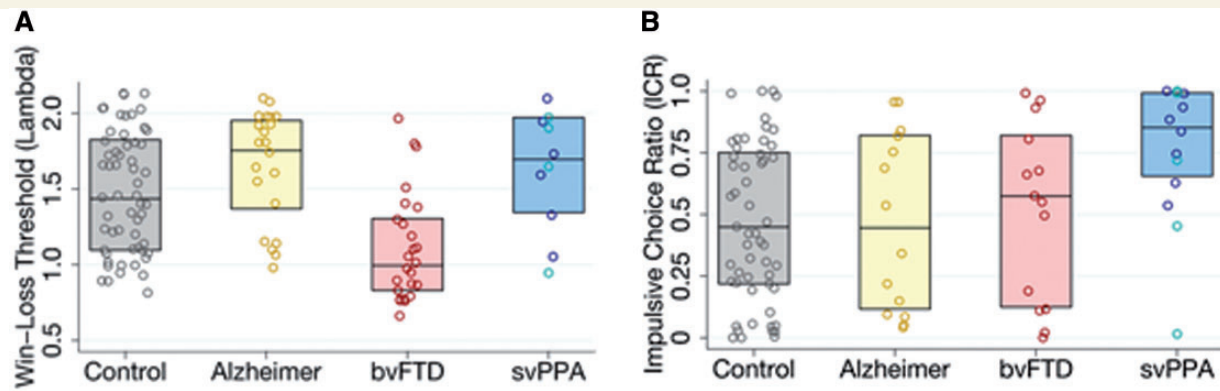 A
Win-Loss Threshold (Lambda)
2.0
1.5
1.0
0.5
Control Alzheimer bvFTD svPPA
B
Impulsive Choice Ratio (ICR)
1.0
0.75
0.5
0.25
0
Control Alzheimer bvFTD svPPA